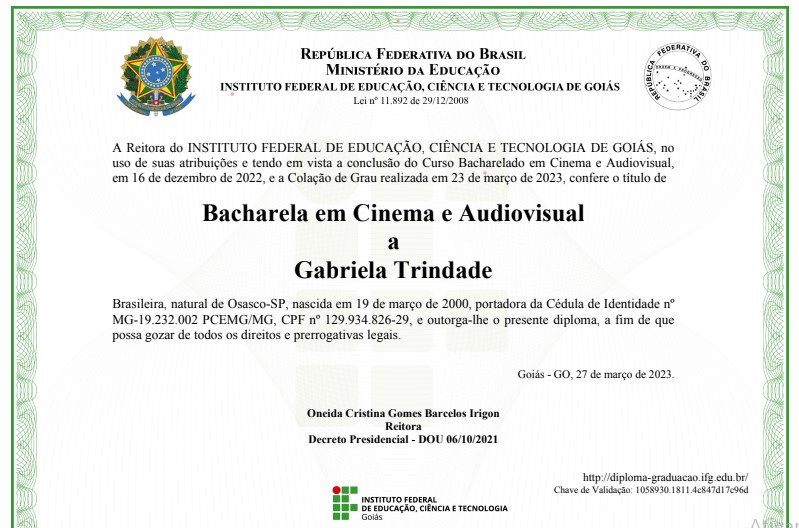 REPÚBLICA FEDERATIVA DO BRASIL
MINISTÉRIO DA EDUCAÇÃO
INSTITUTO FEDERAL DE EDUCAÇÃO, CIÊNCIA E TECNOLOGIA DE GOIÁS
Lei nº 11.892 de 29/12/2008
REPÚBLICA FEDERATIVA DO BRASIL
ORDEM E PROGRESSO
A Reitora do INSTITUTO FEDERAL DE EDUCAÇÃO, CIÊNCIA E TECNOLOGIA DE GOIÁS, no
uso de suas atribuições e tendo em vista a conclusão do Curso Bacharelado em Cinema e Audiovisual,
em 16 de dezembro de 2022, e a Colação de Grau realizada em 23 de março de 2023, confere o título de
Bacharela em Cinema e Audiovisual
a
Gabriela Trindade
Brasileira, natural de Osasco-SP, nascida em 19 de março de 2000, portadora da Cédula de Identidade nº
MG-19.232.002 PCEMG/MG, CPF nº 129.934.826-29, e outorga-lhe o presente diploma, a fim de que
possa gozar de todos os direitos e prerrogativas legais.
Goiás - GO, 27 de março de 2023.
Oneida Cristina Gomes Barcelos Irigon
Reitora
Decreto Presidencial - DOU 06/10/2021
http://diploma-graduacao.ifg.edu.br/
Chave de Validação: 1058930.1811.4c847d17c96d
INSTITUTO FEDERAL
DE EDUCAÇÃO, CIÊNCIA E TECNOLOGIA
Goiás